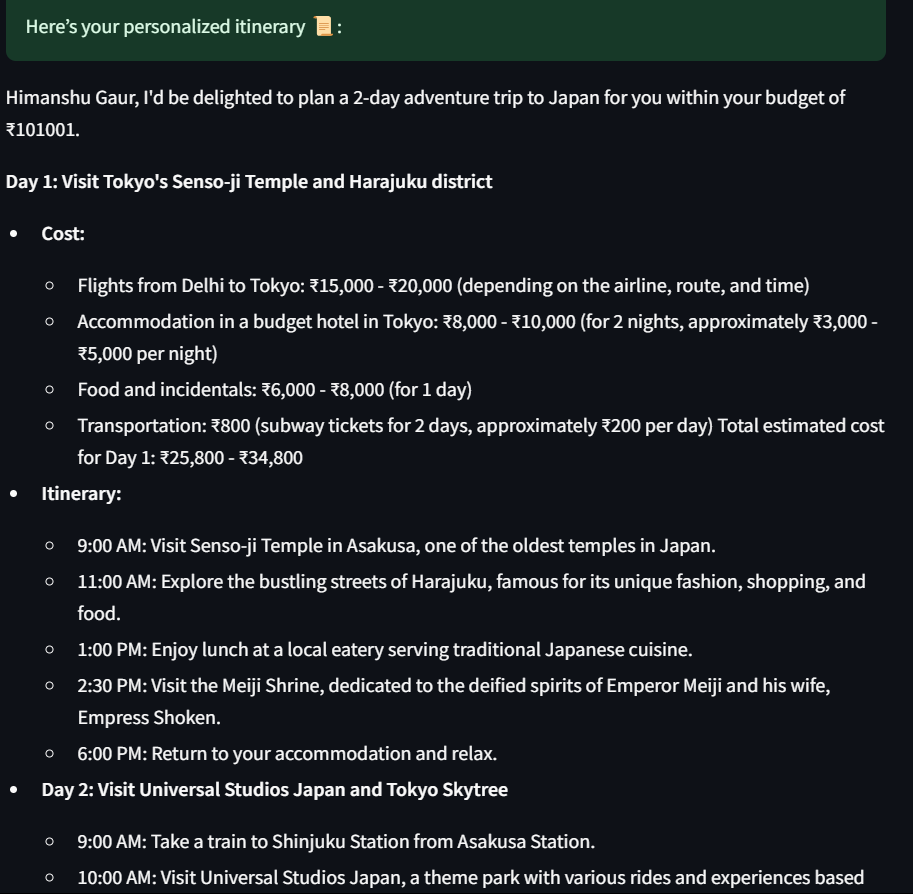 Here’s your personalized itinerary 📜 :
Himanshu Gaur, I'd be delighted to plan a 2-day adventure trip to Japan for you within your budget of
₹101001.
Day 1: Visit Tokyo's Senso-ji Temple and Harajuku district
• Cost:
◦ Flights from Delhi to Tokyo: ₹15,000 - ₹20,000 (depending on the airline, route, and time)
◦ Accommodation in a budget hotel in Tokyo: ₹8,000 - ₹10,000 (for 2 nights, approximately ₹3,000 -
₹5,000 per night)
◦ Food and incidentals: ₹6,000 - ₹8,000 (for 1 day)
◦ Transportation: ₹800 (subway tickets for 2 days, approximately ₹200 per day) Total estimated cost
for Day 1: ₹25,800 - ₹34,800
• Itinerary:
◦ 9:00 AM: Visit Senso-ji Temple in Asakusa, one of the oldest temples in Japan.
◦ 11:00 AM: Explore the bustling streets of Harajuku, famous for its unique fashion, shopping, and
food.
◦ 1:00 PM: Enjoy lunch at a local eatery serving traditional Japanese cuisine.
◦ 2:30 PM: Visit the Meiji Shrine, dedicated to the deified spirits of Emperor Meiji and his wife,
Empress Shoken.
◦ 6:00 PM: Return to your accommodation and relax.
• Day 2: Visit Universal Studios Japan and Tokyo Skytree
◦ 9:00 AM: Take a train to Shinjuku Station from Asakusa Station.
◦ 10:00 AM: Visit Universal Studios Japan, a theme park with various rides and experiences based